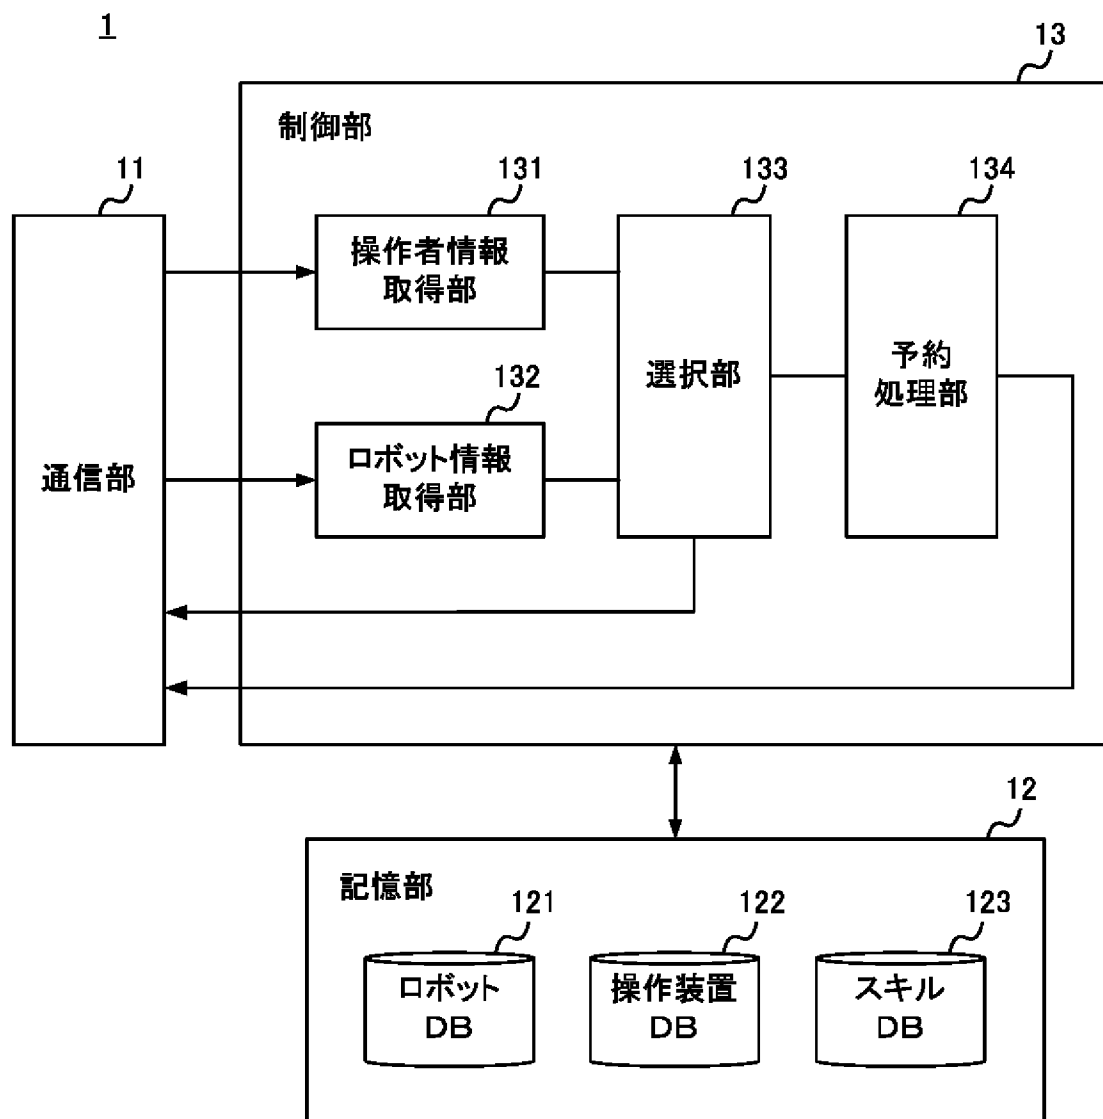 1
13
制御部
11
131
133
134
操作者情報
取得部
選択部
予約
処理部
132
ロボット情報
取得部
通信部
12
記憶部
121
122
123
ロボット
DB
操作装置
DB
スキル
DB